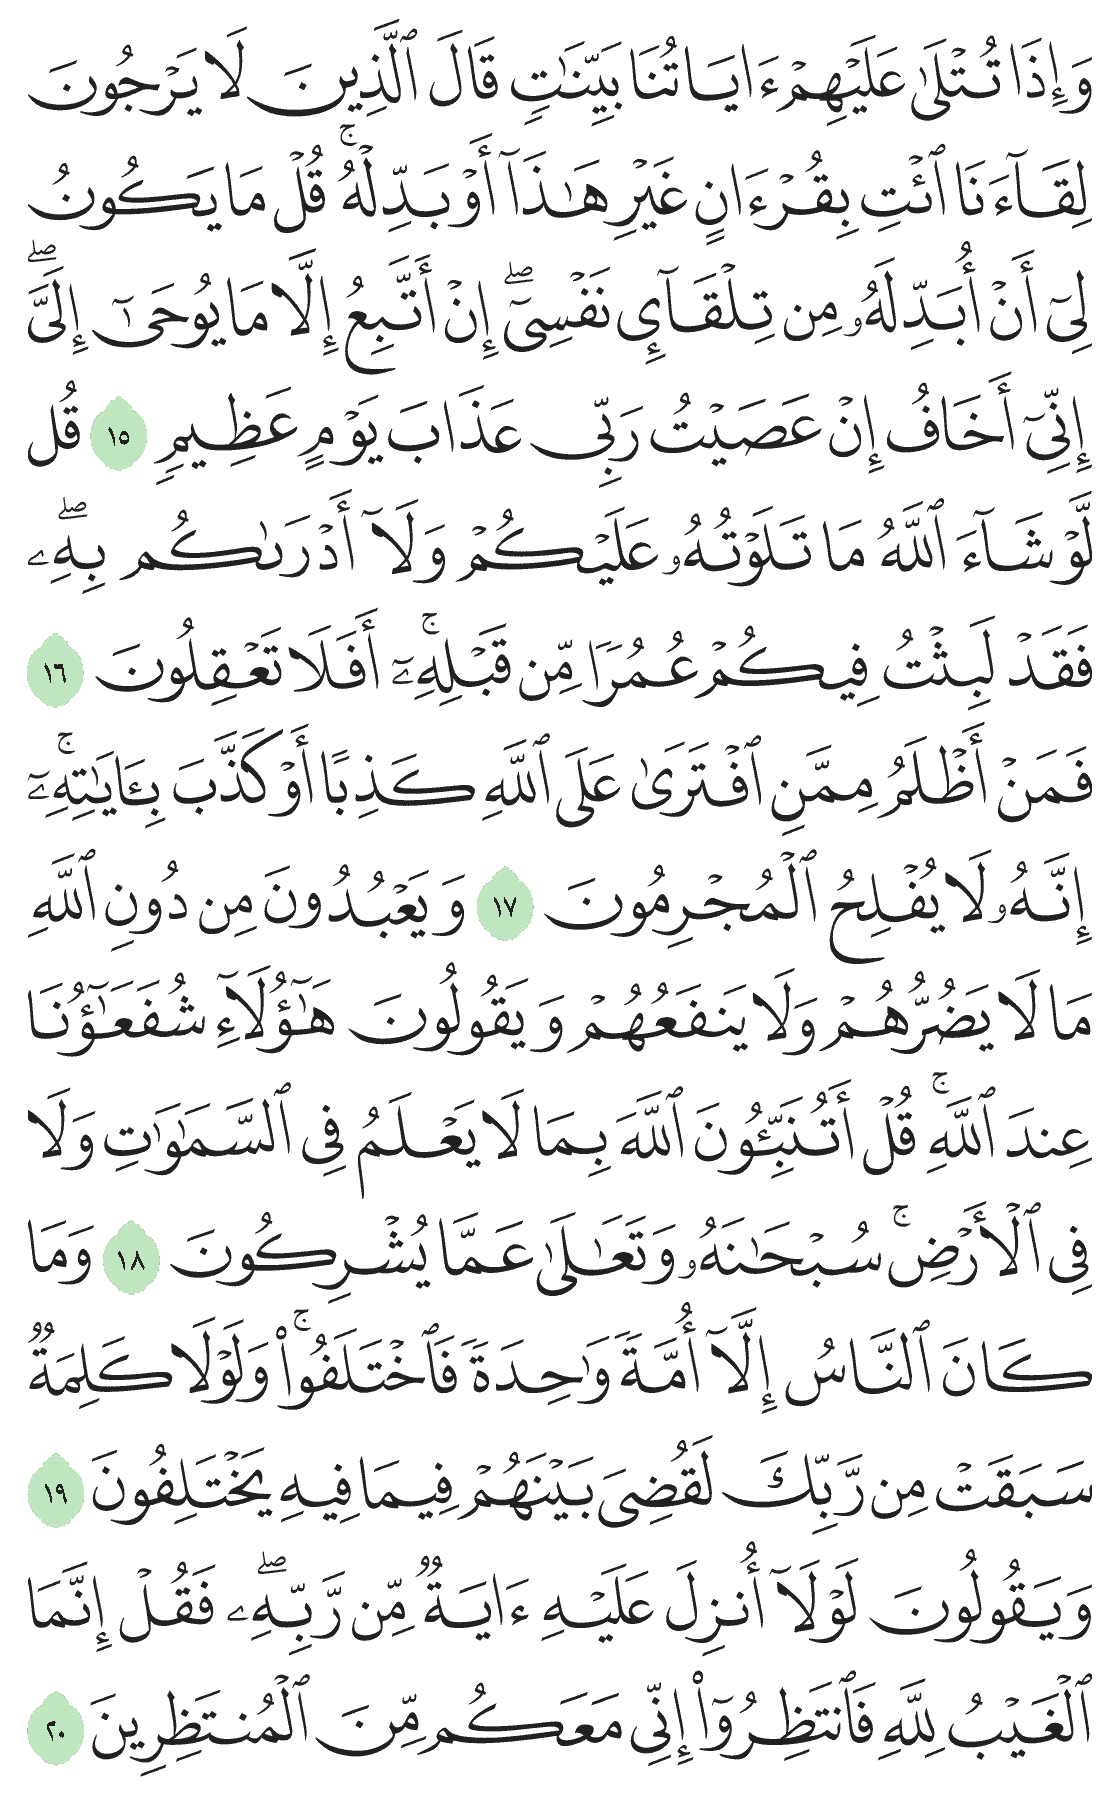 وَإِذَا تُتْلَىٰ عَلَيْهِمْ ءَايَاتُنَا بَيِّنَٰتٍ قَالَ ٱلَّذِينَ لَا يَرْجُونَ
لِقَآءَنَا ٱئْتِ بِقُرْءَانٍ غَيْرِ هَٰذَآ أَوْ بَدِّلْهُ ۚ قُلْ مَا يَكُونُ
لِىٓ أَنْ أُبَدِّلَهُۥ مِن تِلْقَآئِ نَفْسِىٓ ۖ إِنْ أَتَّبِعُ إِلَّا مَا يُوحَىٰٓ إِلَىَّ ۖ
إِنِّىٓ أَخَافُ إِنْ عَصَيْتُ رَبِّى عَذَابَ يَوْمٍ عَظِيمٍ ١٥ قُل
لَّوْ شَآءَ ٱللَّهُ مَا تَلَوْتُهُۥ عَلَيْكُمْ وَلَآ أَدْرَىٰكُم بِهِۦ ۖ
فَقَدْ لَبِثْتُ فِيكُمْ عُمُرًا مِّن قَبْلِهِۦٓ ۚ أَفَلَا تَعْقِلُونَ ١٦
فَمَنْ أَظْلَمُ مِمَّنِ ٱفْتَرَىٰ عَلَى ٱللَّهِ كَذِبًا أَوْ كَذَّبَ بِـَٔايَٰتِهِۦٓ ۚ
إِنَّهُۥ لَا يُفْلِحُ ٱلْمُجْرِمُونَ ١٧ وَيَعْبُدُونَ مِن دُونِ ٱللَّهِ
مَا لَا يَضُرُّهُمْ وَلَا يَنفَعُهُمْ وَيَقُولُونَ هَٰٓؤُلَآءِ شُفَعَٰٓؤُنَا
عِندَ ٱللَّهِ ۚ قُلْ أَتُنَبِّـُٔونَ ٱللَّهَ بِمَا لَا يَعْلَمُ فِى ٱلسَّمَٰوَٰتِ وَلَا
فِى ٱلْأَرْضِ ۚ سُبْحَٰنَهُۥ وَتَعَٰلَىٰ عَمَّا يُشْرِكُونَ ١٨ وَمَا
كَانَ ٱلنَّاسُ إِلَّآ أُمَّةً وَٰحِدَةً فَٱخْتَلَفُوا۟ ۚ وَلَوْلَا كَلِمَةٌ
سَبَقَتْ مِن رَّبِّكَ لَقُضِىَ بَيْنَهُمْ فِيمَا فِيهِ يَخْتَلِفُونَ ١٩
وَيَقُولُونَ لَوْلَآ أُنزِلَ عَلَيْهِ ءَايَةٌ مِّن رَّبِّهِۦ ۖ فَقُلْ إِنَّمَا
ٱلْغَيْبُ لِلَّهِ فَٱنتَظِرُوٓا۟ إِنِّى مَعَكُم مِّنَ ٱلْمُنتَظِرِينَ ٢٠